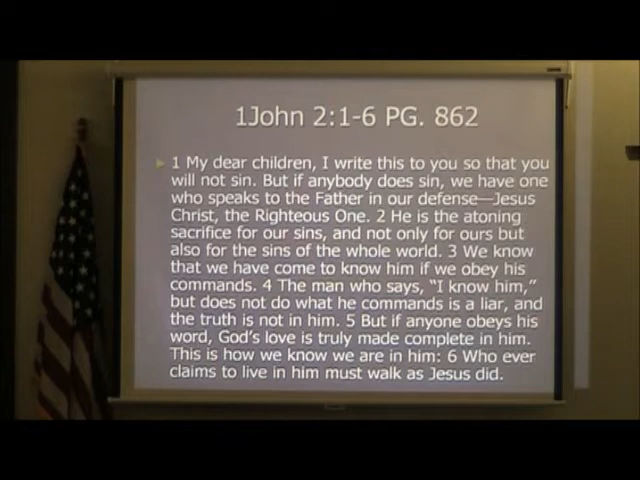 1John 2:1-6 PG. 862
1 My dear children, I write this to you so that you
will not sin. But if anybody does sin, we have one
who speaks to the Father in our defense—Jesus
Christ, the Righteous One. 2 He is the atoning
sacrifice for our sins, and not only for ours but
also for the sins of the whole world. 3 We know
that we have come to know him if we obey his
commands. 4 The man who says, "I know him,"
but does not do what he commands is a liar, and
the truth is not in him. 5 But if anyone obeys his
word, God's love is truly made complete in him.
This is how we know we are in him: 6 Who ever
claims to live in him must walk as Jesus did.